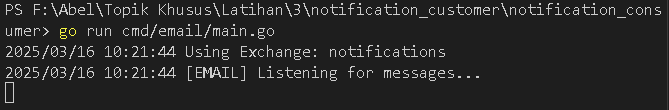 PS F:\Abel\Topik Khusus\Latihan\3\notification_customer\notification_cons
umer> go run cmd/email/main.go
2025/03/16 10:21:44 Using Exchange: notifications
2025/03/16 10:21:44 [EMAIL] Listening for messages...